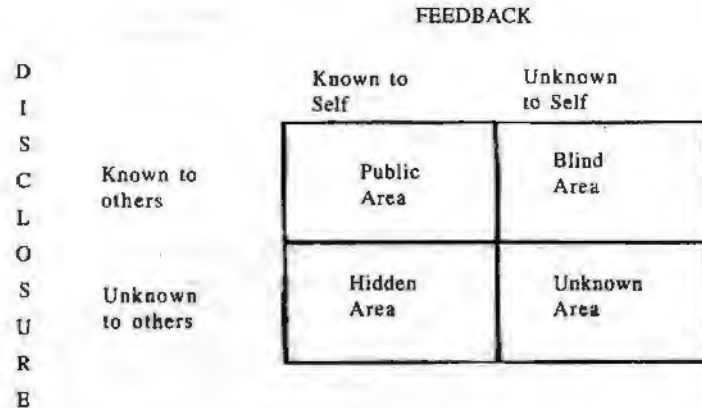 FEEDBACK
D
I
S
C
L
O
S
U
R
E
Known to
Self
Unknown
to Self
Known to
others
Public
Area
Blind
Area
Unknown
to others
Hidden
Area
Unknown
Area